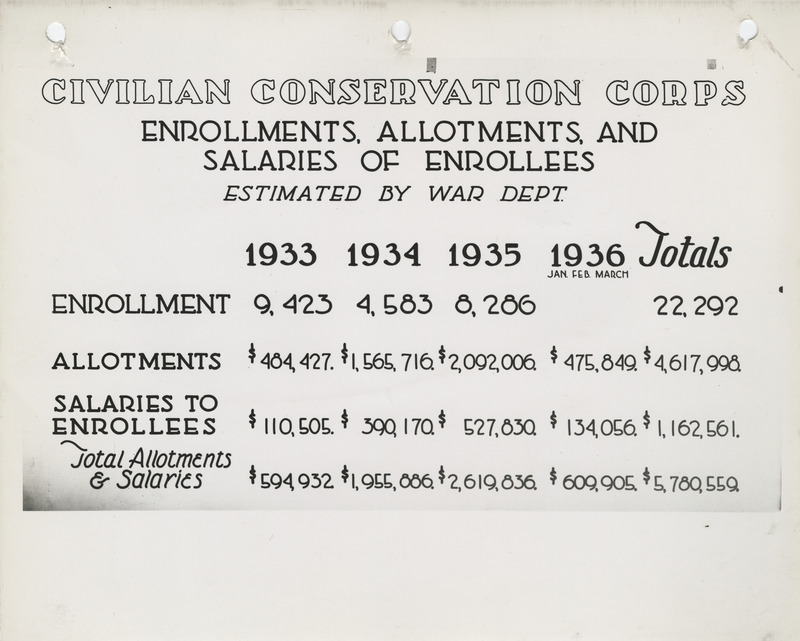 CIVILIAN CONSERVATION CORPS
ENROLLMENTS, ALLOTMENTS, AND
SALARIES OF ENROLLEES
ESTIMATED BY WAR DEPT.
1933 1934 1935 1936 Totals
JAN. FEB. MARCH
ENROLLMENT 9,423 4,583 8,286 22,292
ALLOTMENTS $484,427. $1,565,716. $2,092,006. $475,849. $4,617,998.
SALARIES TO
ENROLLEES $110,505. $390,170. $527,830. $134,056. $1,162,561.
Total Allotments
& Salaries $594,932. $1,955,886. $2,619,836. $609,905. $5,780,559.